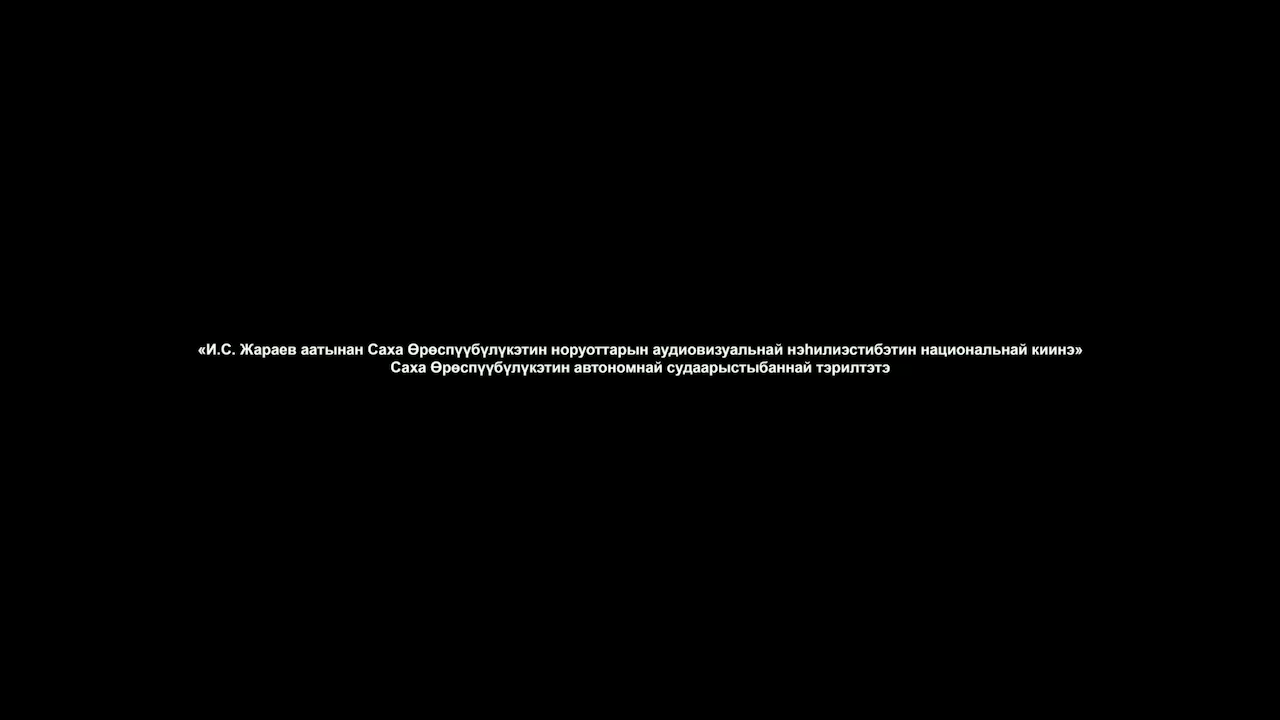 «И.С. Жараев аатынан Саха Өрөспүүбүлүкэтин норуоттарын аудиовизуальнай нэһилиэстибэтин национальнай киинэ»
Саха Өрөспүүбүлүкэтин автономнай судаарыстыбаннай тэрилтэтэ